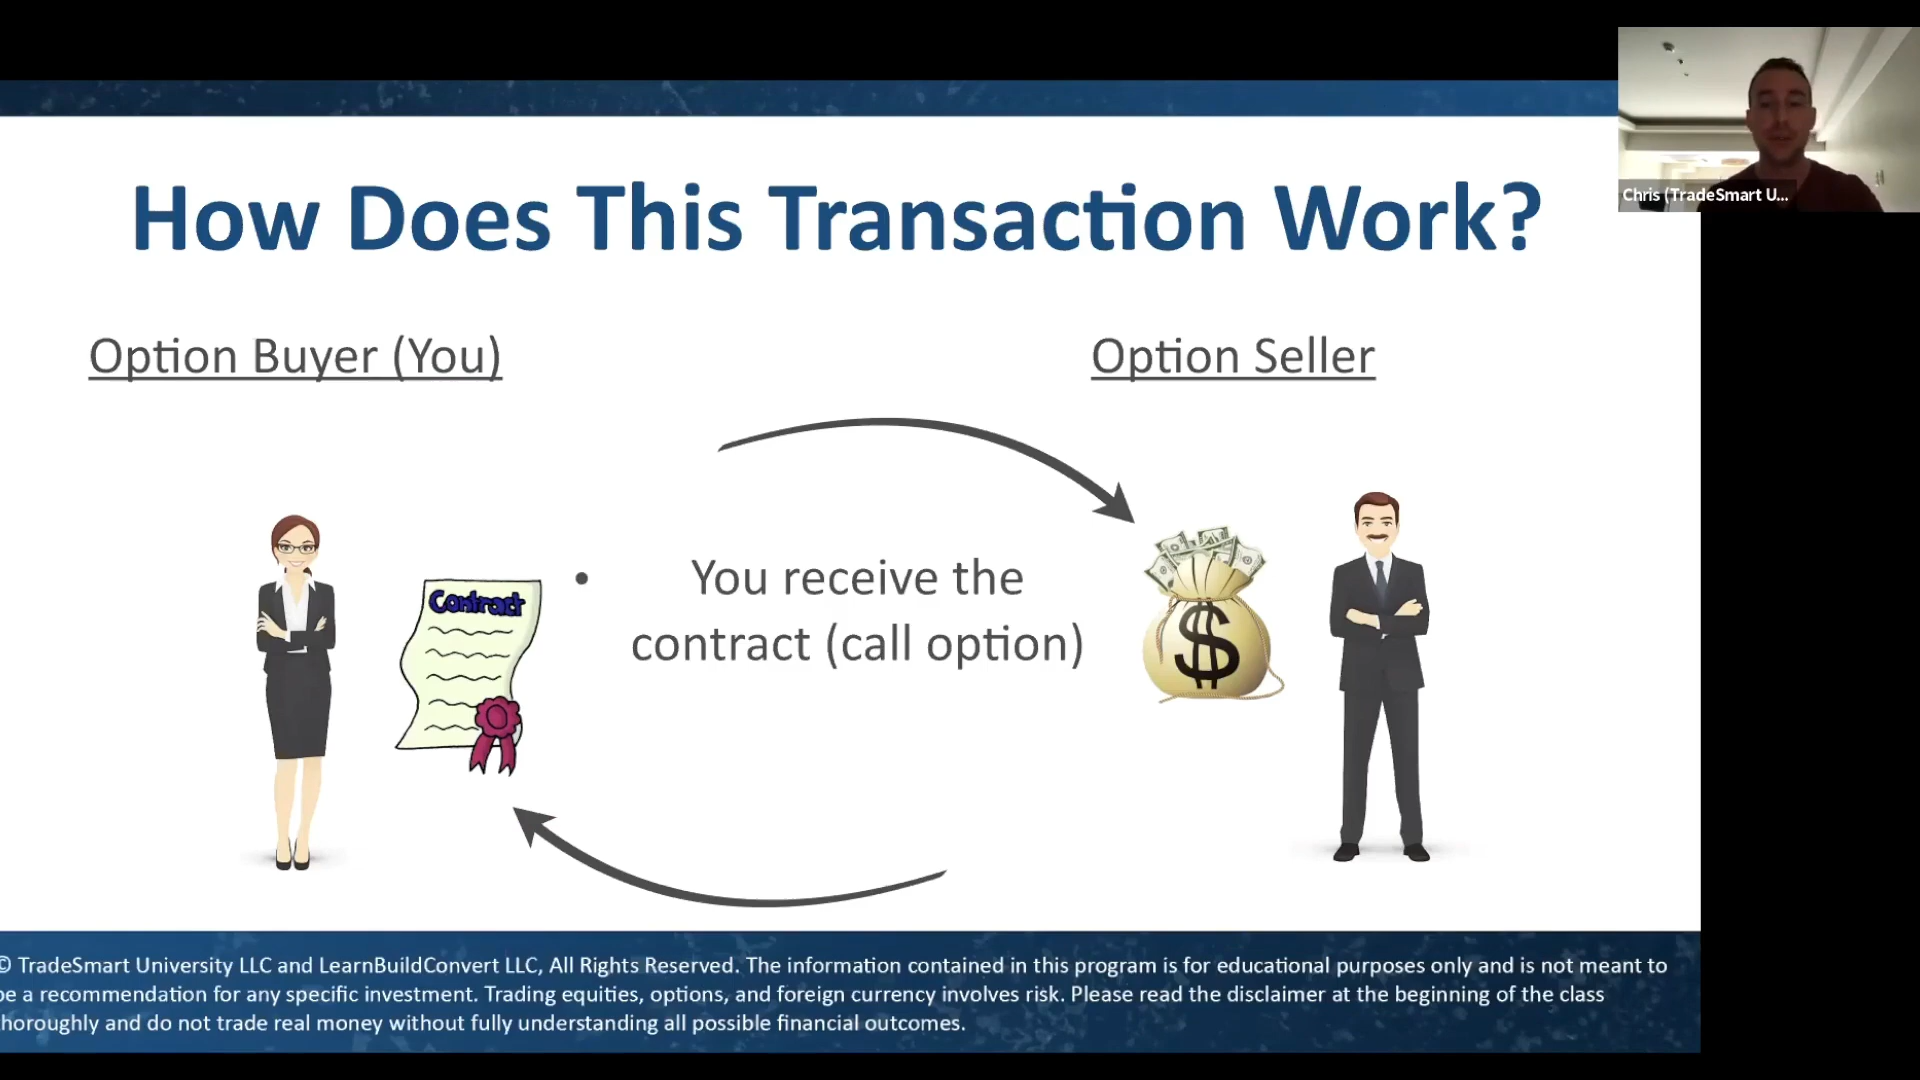 How Does This Transaction Work?
Option Buyer (You)
Option Seller
Contract
• You receive the
contract (call option)
$
Chris (TradeSmart U...
© TradeSmart University LLC and LearnBuildConvert LLC, All Rights Reserved. The information contained in this program is for educational purposes only and is not meant to
be a recommendation for any specific investment. Trading equities, options, and foreign currency involves risk. Please read the disclaimer at the beginning of the class
thoroughly and do not trade real money without fully understanding all possible financial outcomes.